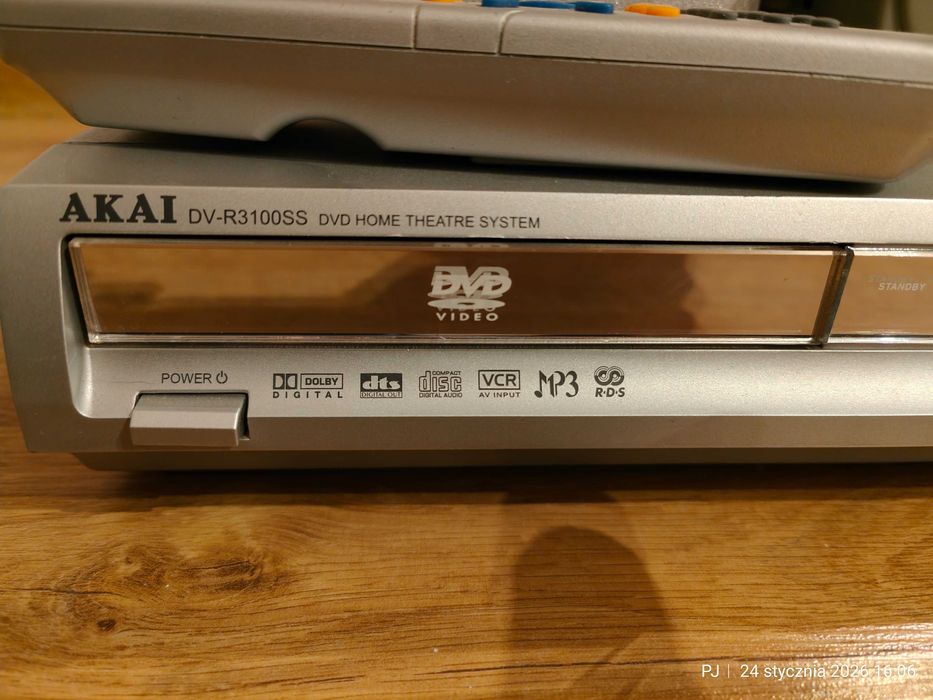 AKAI DV-R3100SS DVD HOME THEATRE SYSTEM
DVD
VIDEO
STANDBY
POWER
DOLBY
DIGITAL
dts
DIGITAL OUT
COMPACT
disc
DIGITAL AUDIO
VCR
AV INPUT
MP3
R·D·S
PJ | 24 stycznia 2026 16:06